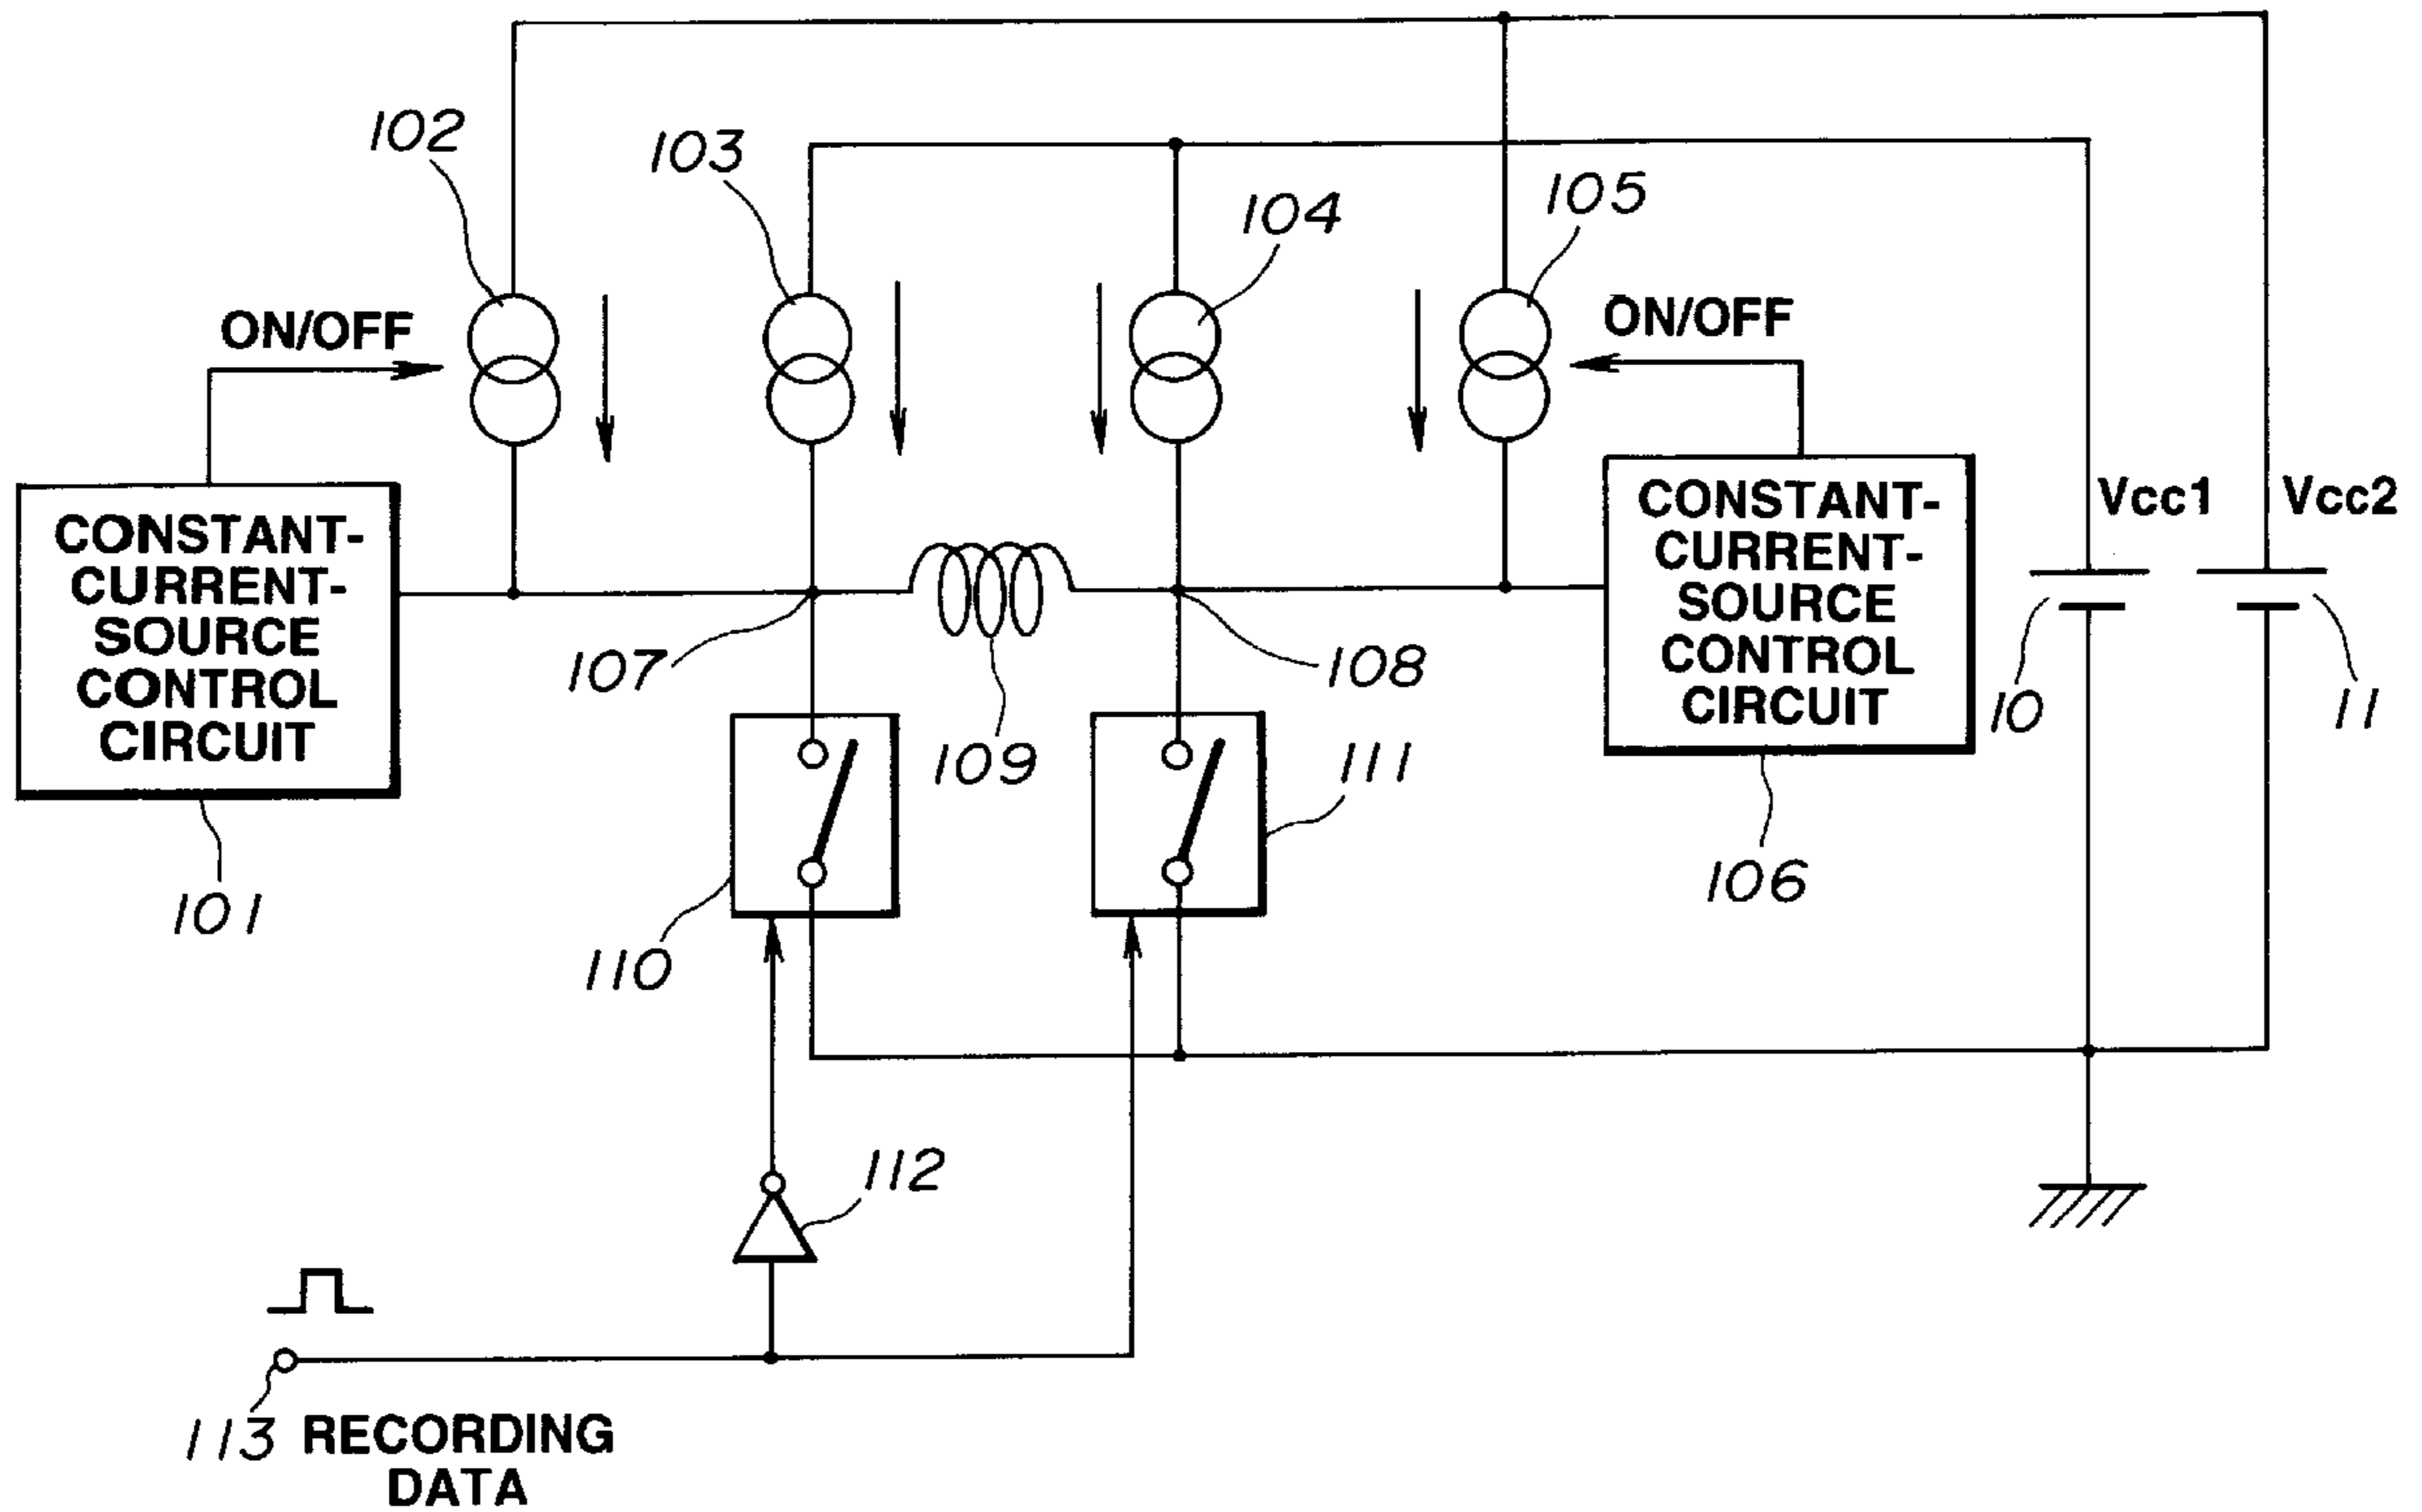 102
103
104
105
ON/OFF
ON/OFF
CONSTANT-
CURRENT-
SOURCE
CONTROL
CIRCUIT
CONSTANT-
CURRENT-
SOURCE
CONTROL
CIRCUIT
Vcc1
Vcc2
107
108
109
10
11
111
101
106
110
112
113
RECORDING
DATA